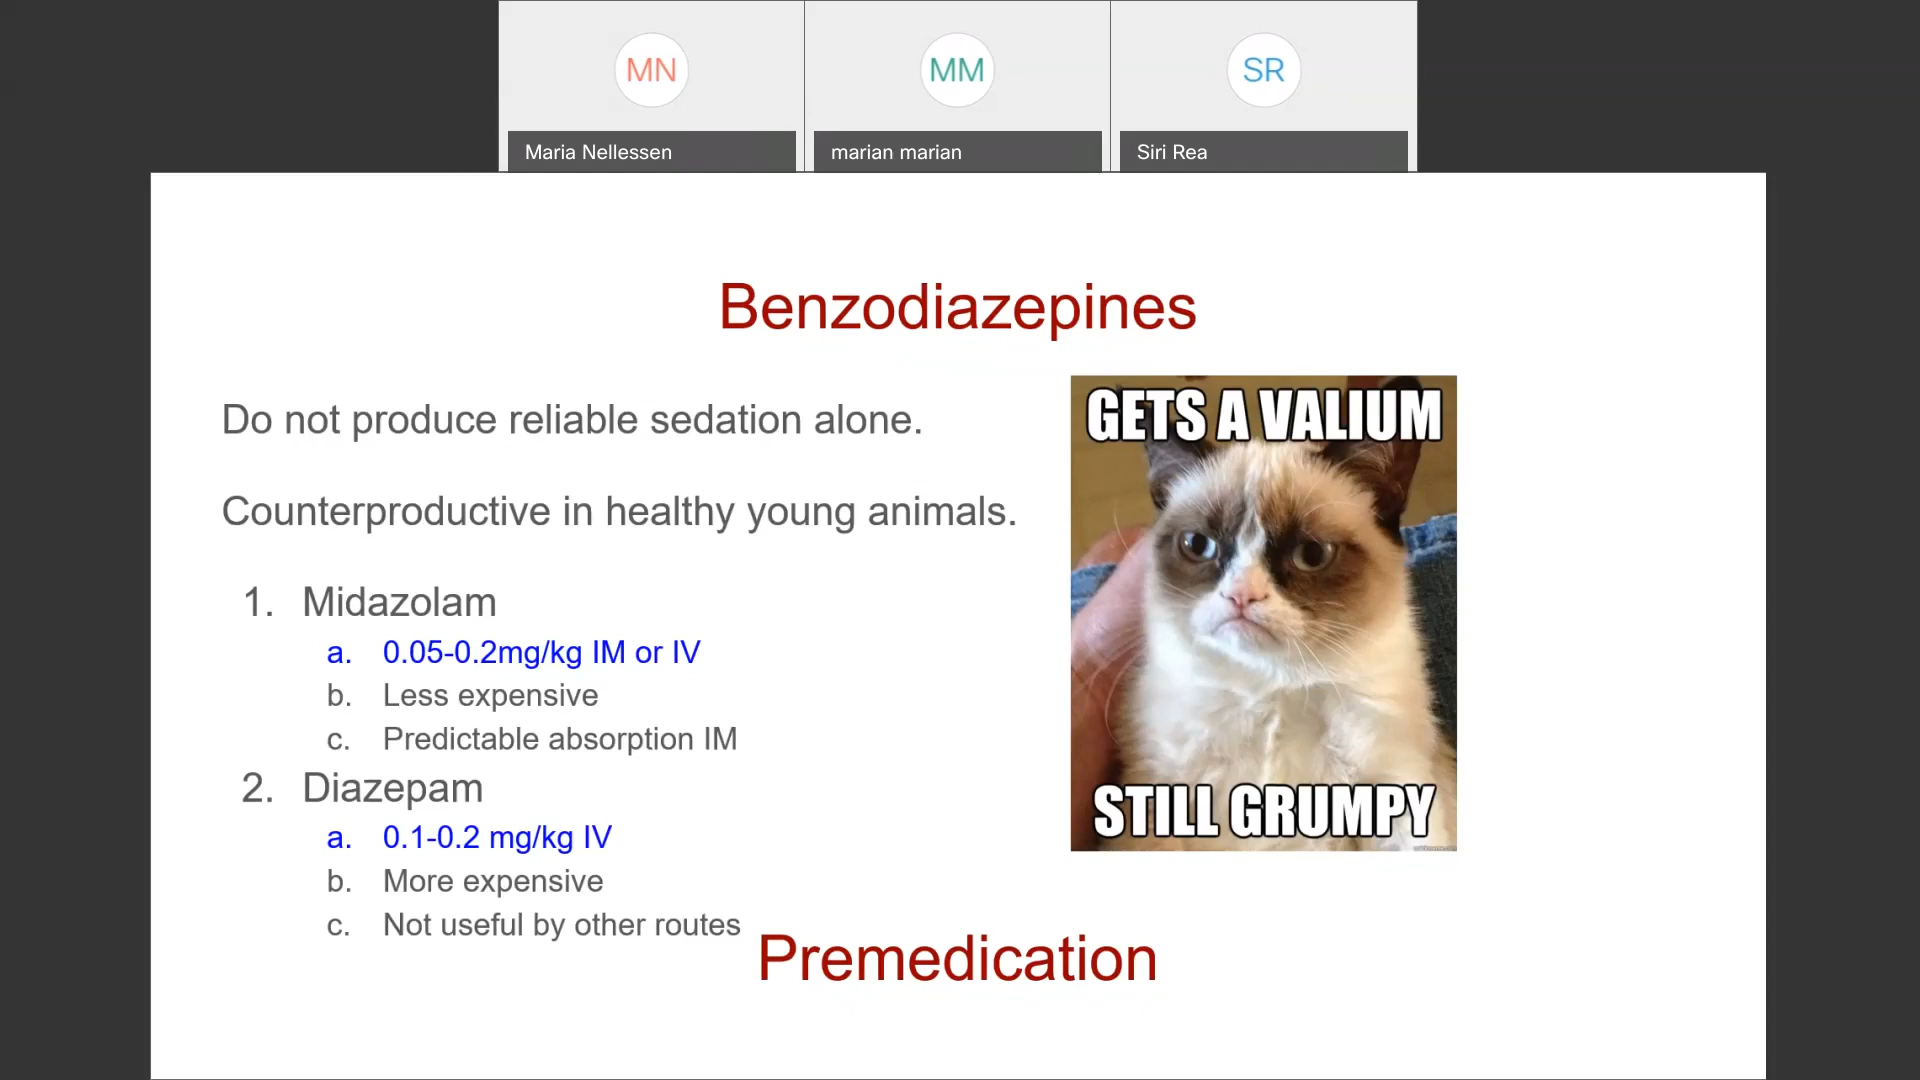 MN
MM
SR
Maria Nellessen
marian marian
Siri Rea
Benzodiazepines
Do not produce reliable sedation alone.
Counterproductive in healthy young animals.
1. Midazolam
a. 0.05-0.2mg/kg IM or IV
b. Less expensive
c. Predictable absorption IM
2. Diazepam
a. 0.1-0.2 mg/kg IV
b. More expensive
c. Not useful by other routes
GETS A VALIUM
STILL GRUMPY
Premedication